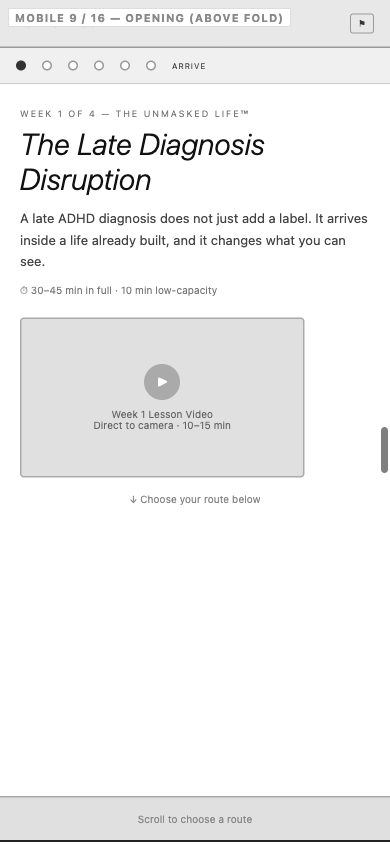 MOBILE 9 / 16 — OPENING (ABOVE FOLD)
ARRIVE
WEEK 1 OF 4 — THE UNMASKED LIFE™
The Late Diagnosis
Disruption
A late ADHD diagnosis does not just add a label. It arrives
inside a life already built, and it changes what you can
see.
⏱ 30–45 min in full · 10 min low-capacity
Week 1 Lesson Video
Direct to camera · 10–15 min
↓ Choose your route below
Scroll to choose a route